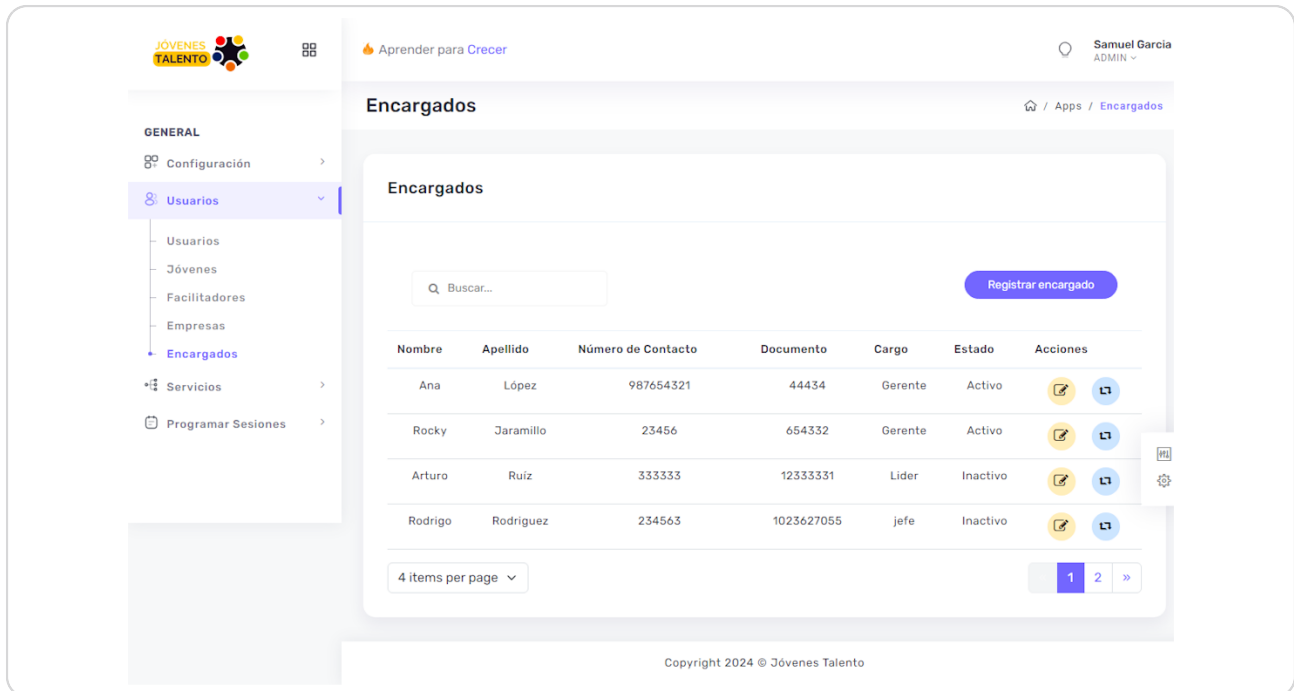 JÓVENES
TALENTO
Aprender para Crecer
Samuel Garcia
ADMIN
Encargados
/ Apps / Encargados
GENERAL
Configuración
Usuarios
Usuarios
Jóvenes
Facilitadores
Empresas
Encargados
Servicios
Programar Sesiones
Encargados
Buscar...
Registrar encargado
Nombre Apellido Número de Contacto Documento Cargo Estado Acciones
Ana López 987654321 44434 Gerente Activo
Rocky Jaramillo 23456 654332 Gerente Activo
Arturo Ruíz 333333 12333331 Lider Inactivo
Rodrigo Rodriguez 234563 1023627055 jefe Inactivo
4 items per page
1 2 »
Copyright 2024 © Jóvenes Talento